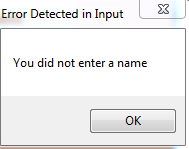 Error Detected in Input
You did not enter a name
OK